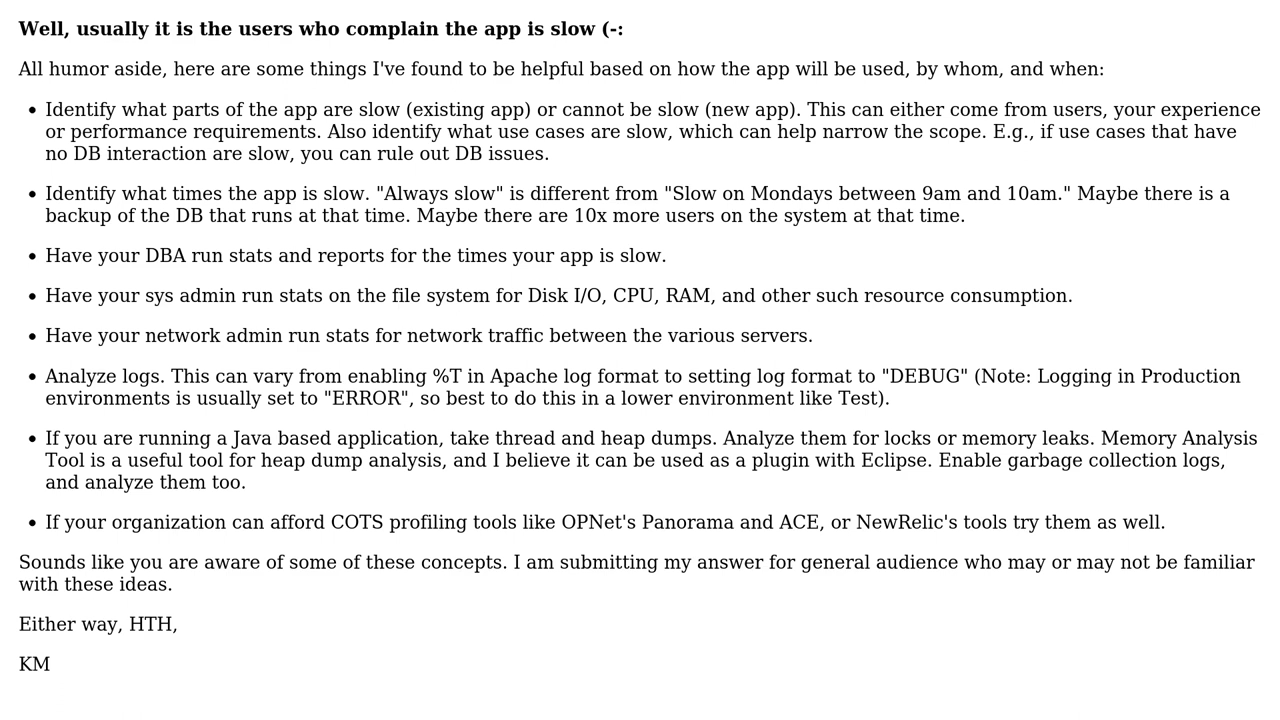 Well, usually it is the users who complain the app is slow (-:
All humor aside, here are some things I've found to be helpful based on how the app will be used, by whom, and when:
• Identify what parts of the app are slow (existing app) or cannot be slow (new app). This can either come from users, your experience
or performance requirements. Also identify what use cases are slow, which can help narrow the scope. E.g., if use cases that have
no DB interaction are slow, you can rule out DB issues.
• Identify what times the app is slow. "Always slow" is different from "Slow on Mondays between 9am and 10am." Maybe there is a
backup of the DB that runs at that time. Maybe there are 10x more users on the system at that time.
• Have your DBA run stats and reports for the times your app is slow.
• Have your sys admin run stats on the file system for Disk I/O, CPU, RAM, and other such resource consumption.
• Have your network admin run stats for network traffic between the various servers.
• Analyze logs. This can vary from enabling %T in Apache log format to setting log format to "DEBUG" (Note: Logging in Production
environments is usually set to "ERROR", so best to do this in a lower environment like Test).
• If you are running a Java based application, take thread and heap dumps. Analyze them for locks or memory leaks. Memory Analysis
Tool is a useful tool for heap dump analysis, and I believe it can be used as a plugin with Eclipse. Enable garbage collection logs,
and analyze them too.
• If your organization can afford COTS profiling tools like OPNet's Panorama and ACE, or NewRelic's tools try them as well.
Sounds like you are aware of some of these concepts. I am submitting my answer for general audience who may or may not be familiar
with these ideas.
Either way, HTH,
KM